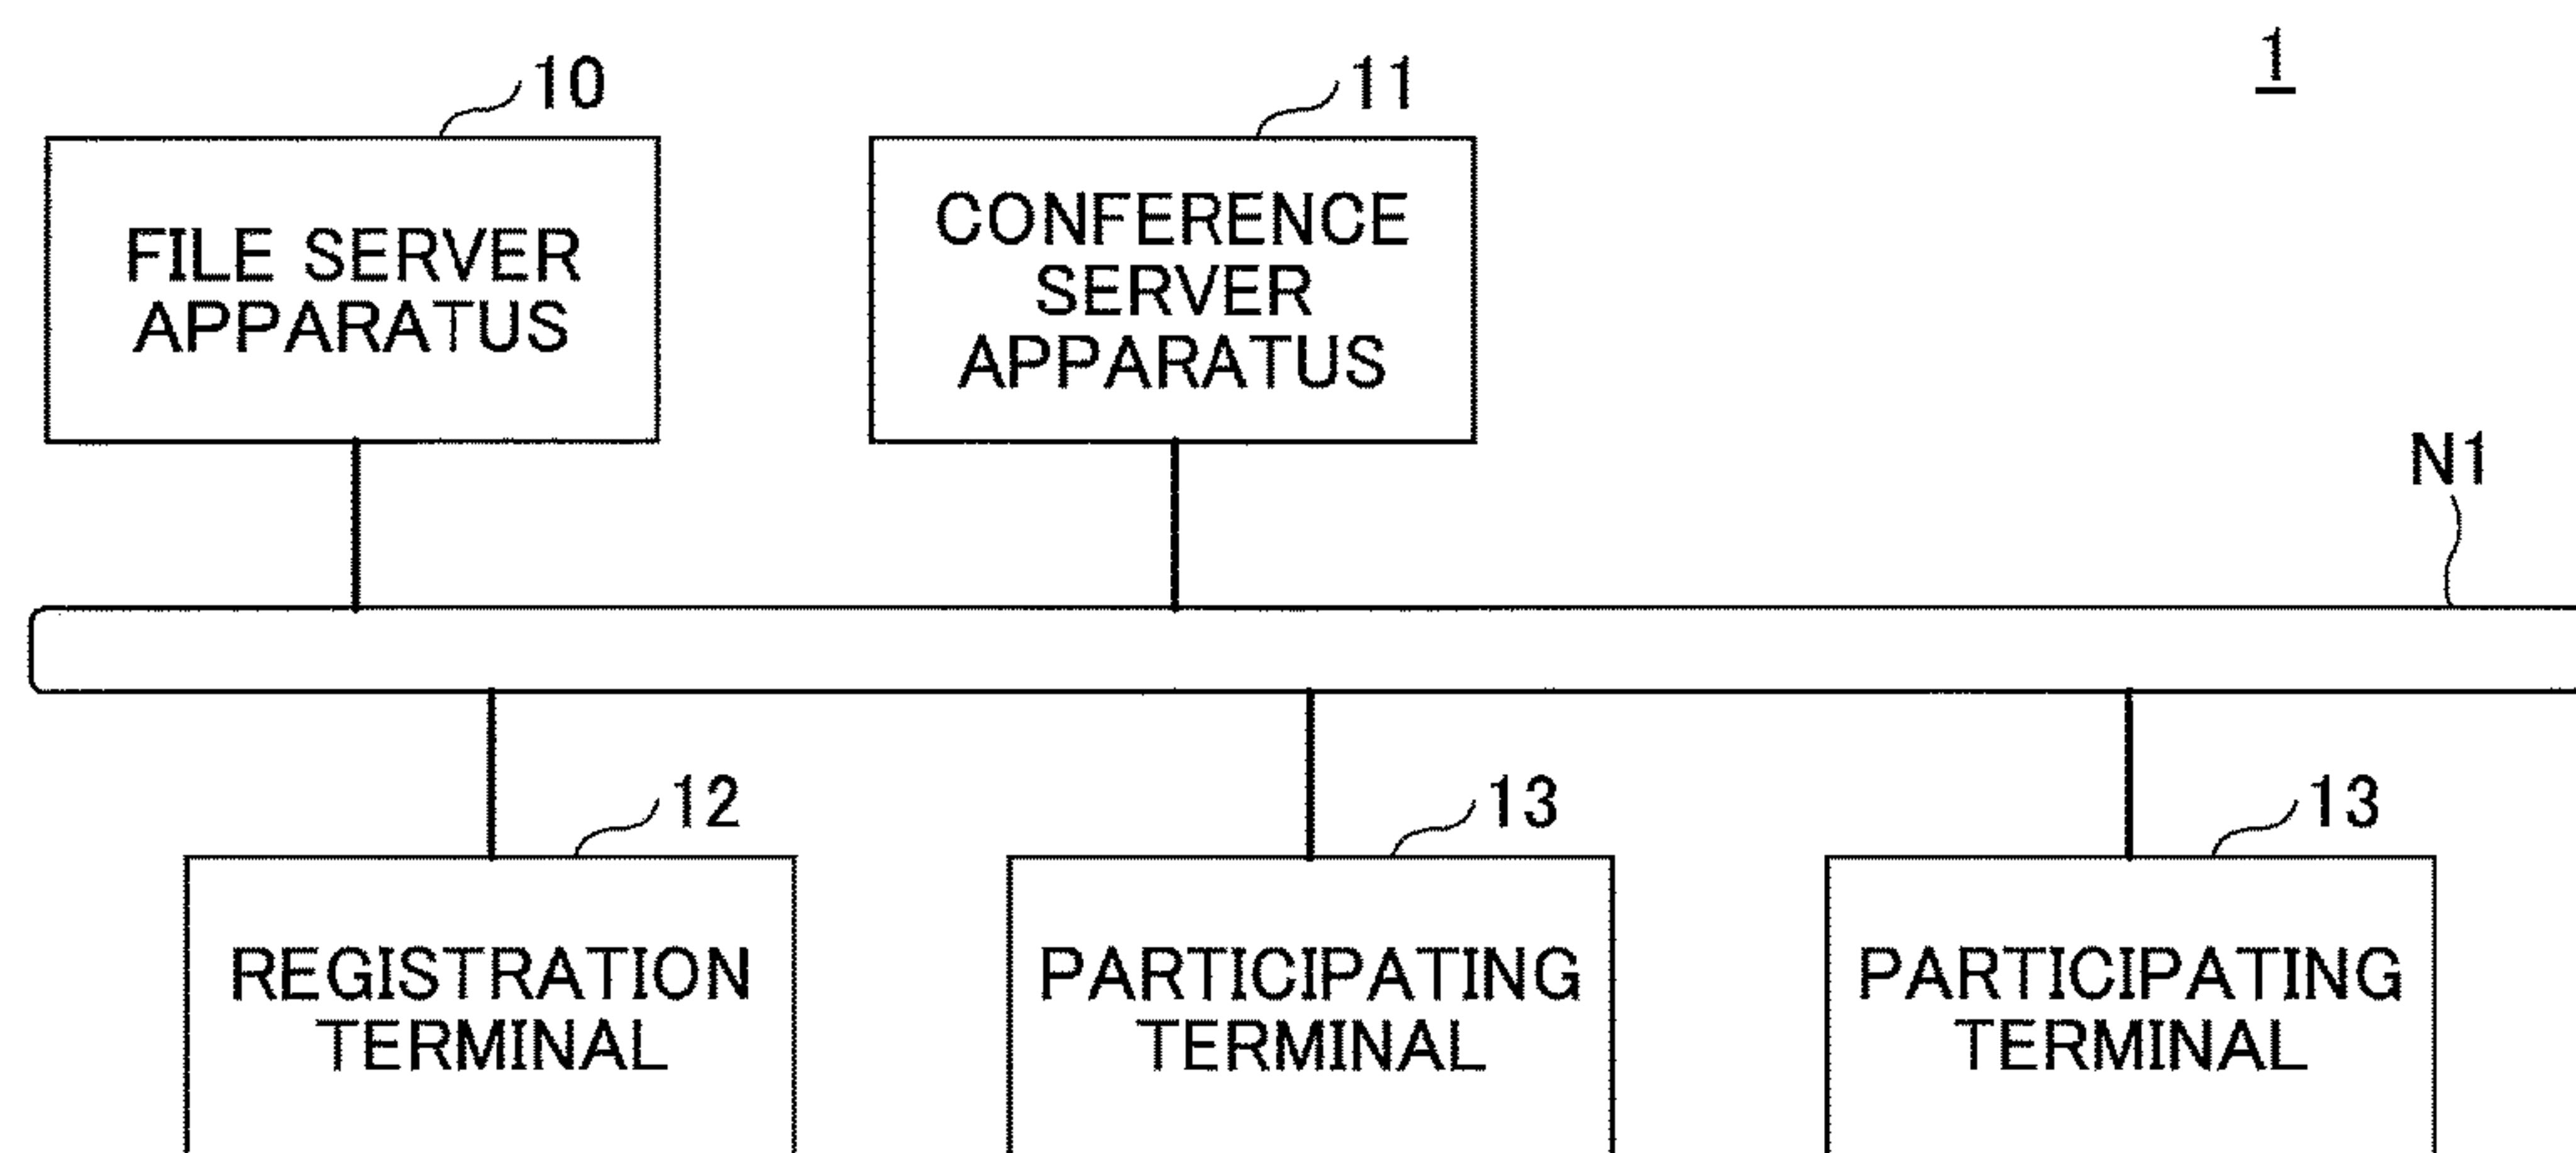 1
10
11
FILE SERVER
APPARATUS
CONFERENCE
SERVER
APPARATUS
N1
12
13
13
REGISTRATION
TERMINAL
PARTICIPATING
TERMINAL
PARTICIPATING
TERMINAL